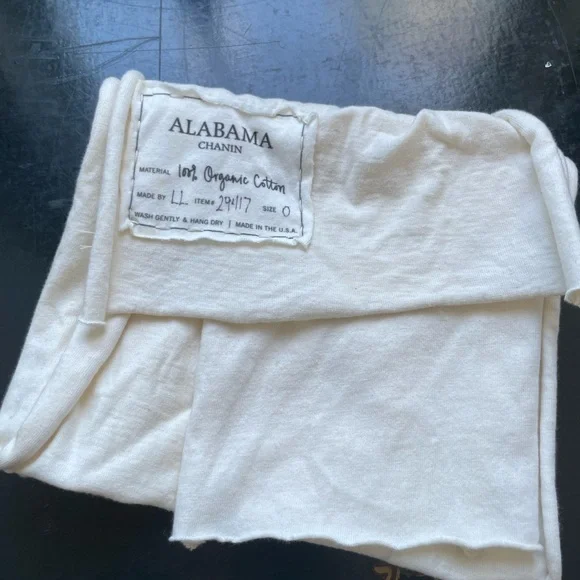 ALABAMA
CHANIN
MATERIAL 100% Organic Cotton
MADE BY LL ITEM# SIZE 0
WASH GENTLY & HANG DRY | MADE IN THE U.S.A.